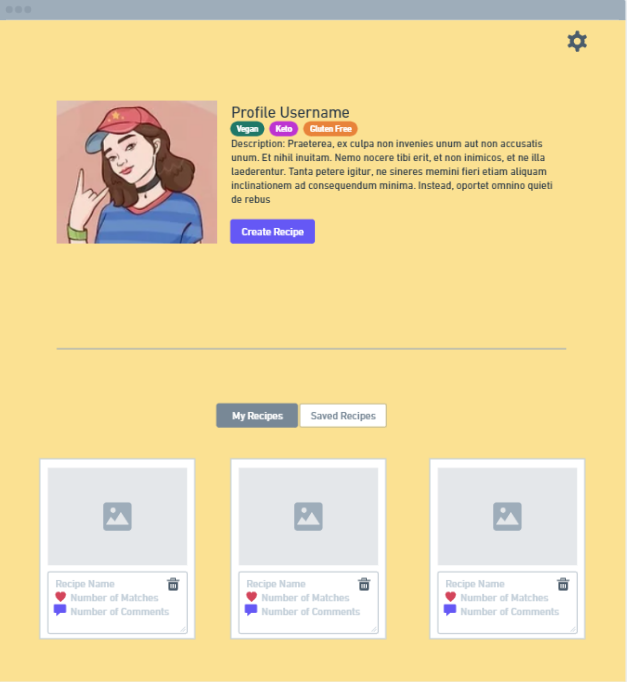 Profile Username
Vegan Keto Gluten Free
Description: Praeterea, ex culpa non invenies unum aut non accusatis
unum. Et nihil inuitam. Nemo nocere tibi erit, et non inimicos, et ne illa
laederentur. Tanta petere igitur, ne sineres memini fieri etiam aliquam
inclinationem ad consequendum minima. Instead, oportet omnino quieti
de rebus
Create Recipe
My Recipes Saved Recipes
Recipe Name
Number of Matches
Number of Comments
Recipe Name
Number of Matches
Number of Comments
Recipe Name
Number of Matches
Number of Comments